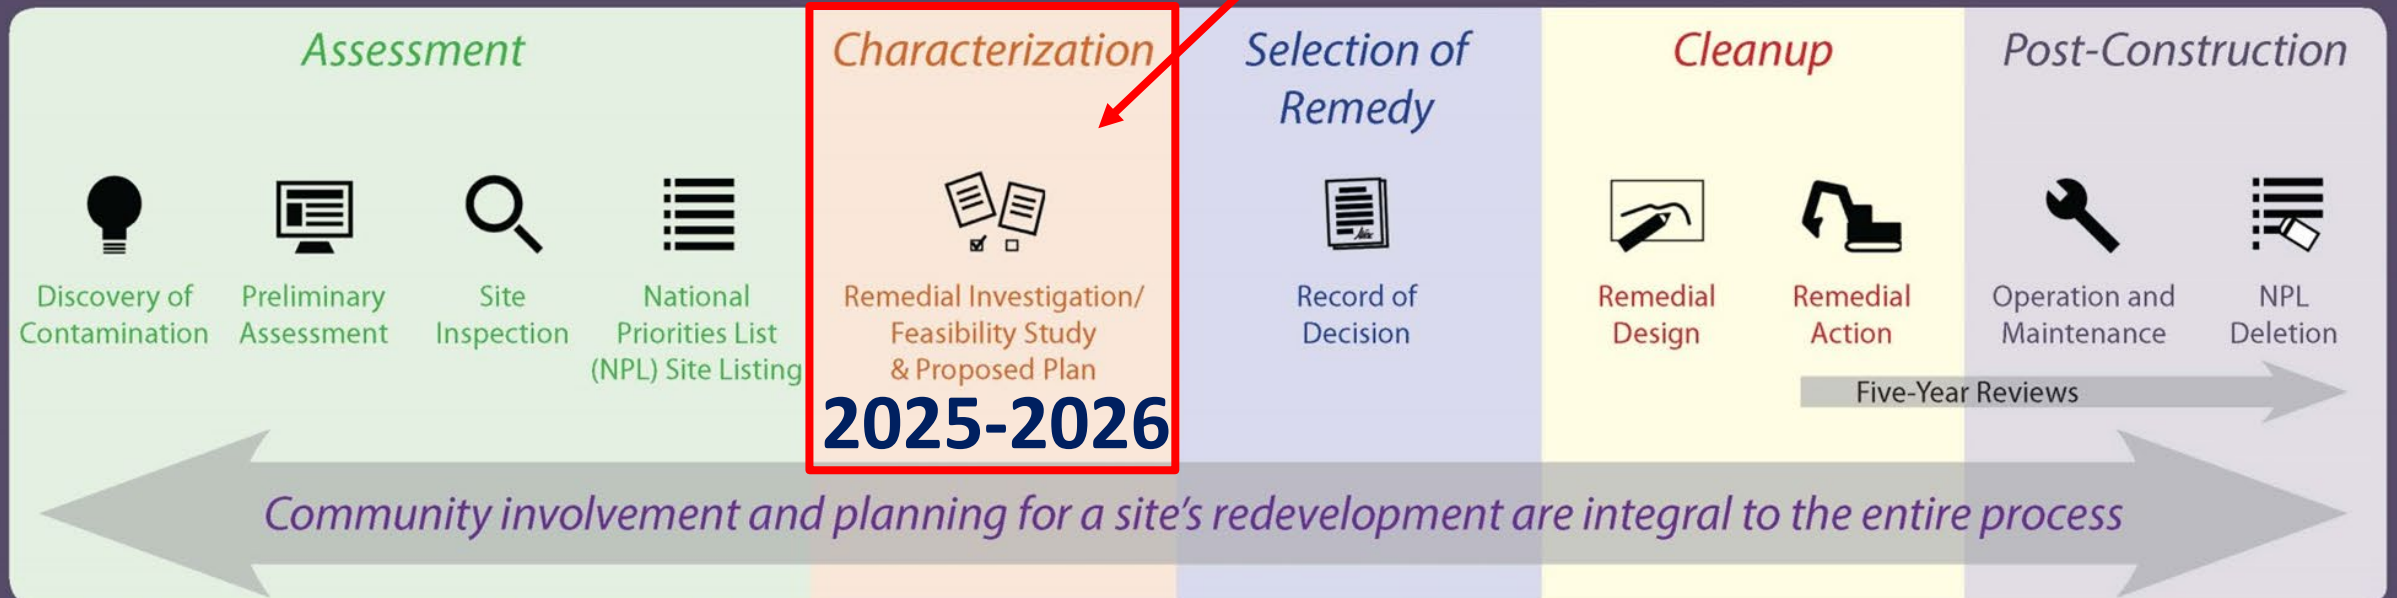 Assessment
Discovery of
Contamination
Preliminary
Assessment
Site
Inspection
National
Priorities List
(NPL) Site Listing
Characterization
Remedial Investigation/
Feasibility Study
& Proposed Plan
2025-2026
Selection of
Remedy
Record of
Decision
Cleanup
Remedial
Design
Remedial
Action
Post-Construction
Operation and
Maintenance
NPL
Deletion
Five-Year Reviews
Community involvement and planning for a site's redevelopment are integral to the entire process